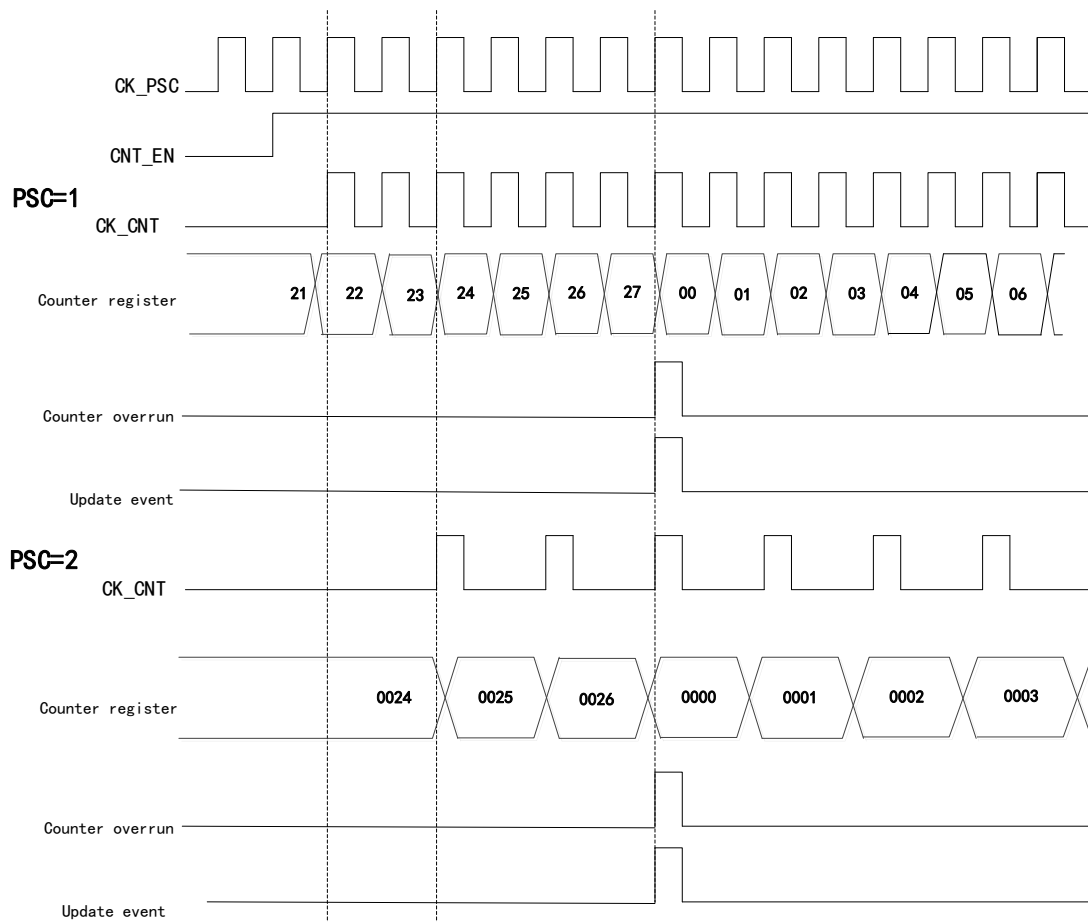 CK_PSC
CNT_EN
PSC=1
CK_CNT
Counter register 21 22 23 24 25 26 27 00 01 02 03 04 05 06
Counter overrun
Update event
PSC=2
CK_CNT
Counter register 0024 0025 0026 0000 0001 0002 0003
Counter overrun
Update event